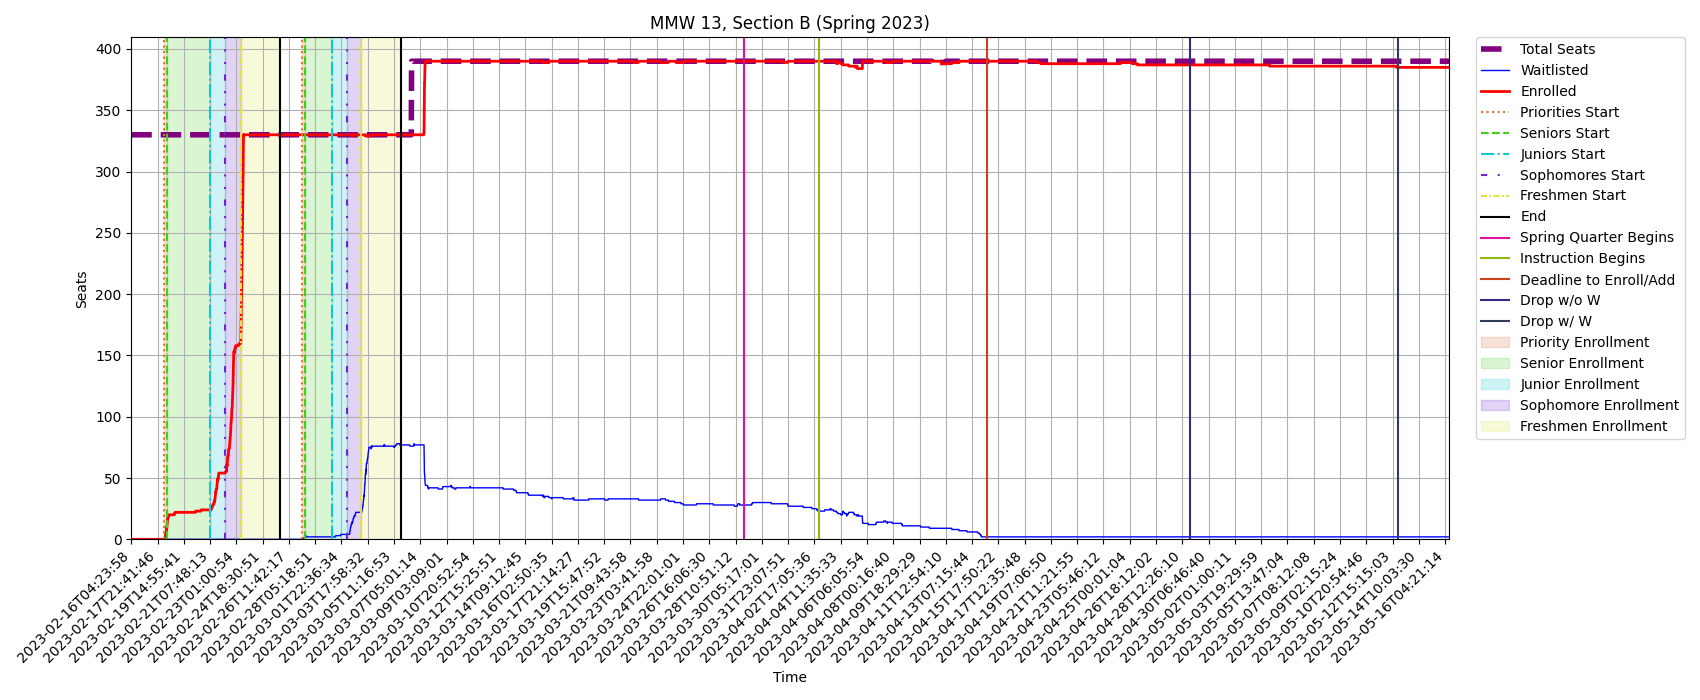 MMW 13, Section B (Spring 2023)
Seats
400
350
300
250
200
150
100
50
0
2023-02-16T04:23:58
2023-02-17T21:41:46
2023-02-19T14:55:41
2023-02-21T07:48:13
2023-02-23T01:00:54
2023-02-24T18:30:51
2023-02-26T11:42:17
2023-02-28T05:18:51
2023-03-01T22:36:34
2023-03-03T17:58:32
2023-03-05T11:16:53
2023-03-07T05:01:14
2023-03-09T03:09:01
2023-03-10T20:52:54
2023-03-12T15:25:51
2023-03-14T09:12:45
2023-03-16T02:50:35
2023-03-17T21:14:27
2023-03-19T15:47:52
2023-03-21T09:43:58
2023-03-23T03:41:58
2023-03-24T22:01:01
2023-03-26T16:06:30
2023-03-28T10:51:12
2023-03-30T05:17:01
2023-03-31T23:07:51
2023-04-02T17:05:36
2023-04-04T11:35:33
2023-04-06T06:05:54
2023-04-08T00:16:40
2023-04-09T18:29:29
2023-04-11T12:54:10
2023-04-13T07:15:44
2023-04-15T17:50:22
2023-04-17T12:35:48
2023-04-19T07:06:50
2023-04-21T11:21:55
2023-04-23T05:46:12
2023-04-25T00:01:04
2023-04-26T18:12:02
2023-04-28T12:26:10
2023-04-30T06:46:40
2023-05-02T01:00:11
2023-05-03T19:29:59
2023-05-05T13:47:04
2023-05-07T08:12:08
2023-05-09T02:15:24
2023-05-10T20:54:46
2023-05-12T15:15:03
2023-05-14T10:03:30
2023-05-16T04:21:14
Time
Total Seats
Waitlisted
Enrolled
Priorities Start
Seniors Start
Juniors Start
Sophomores Start
Freshmen Start
End
Spring Quarter Begins
Instruction Begins
Deadline to Enroll/Add
Drop w/o W
Drop w/ W
Priority Enrollment
Senior Enrollment
Junior Enrollment
Sophomore Enrollment
Freshmen Enrollment